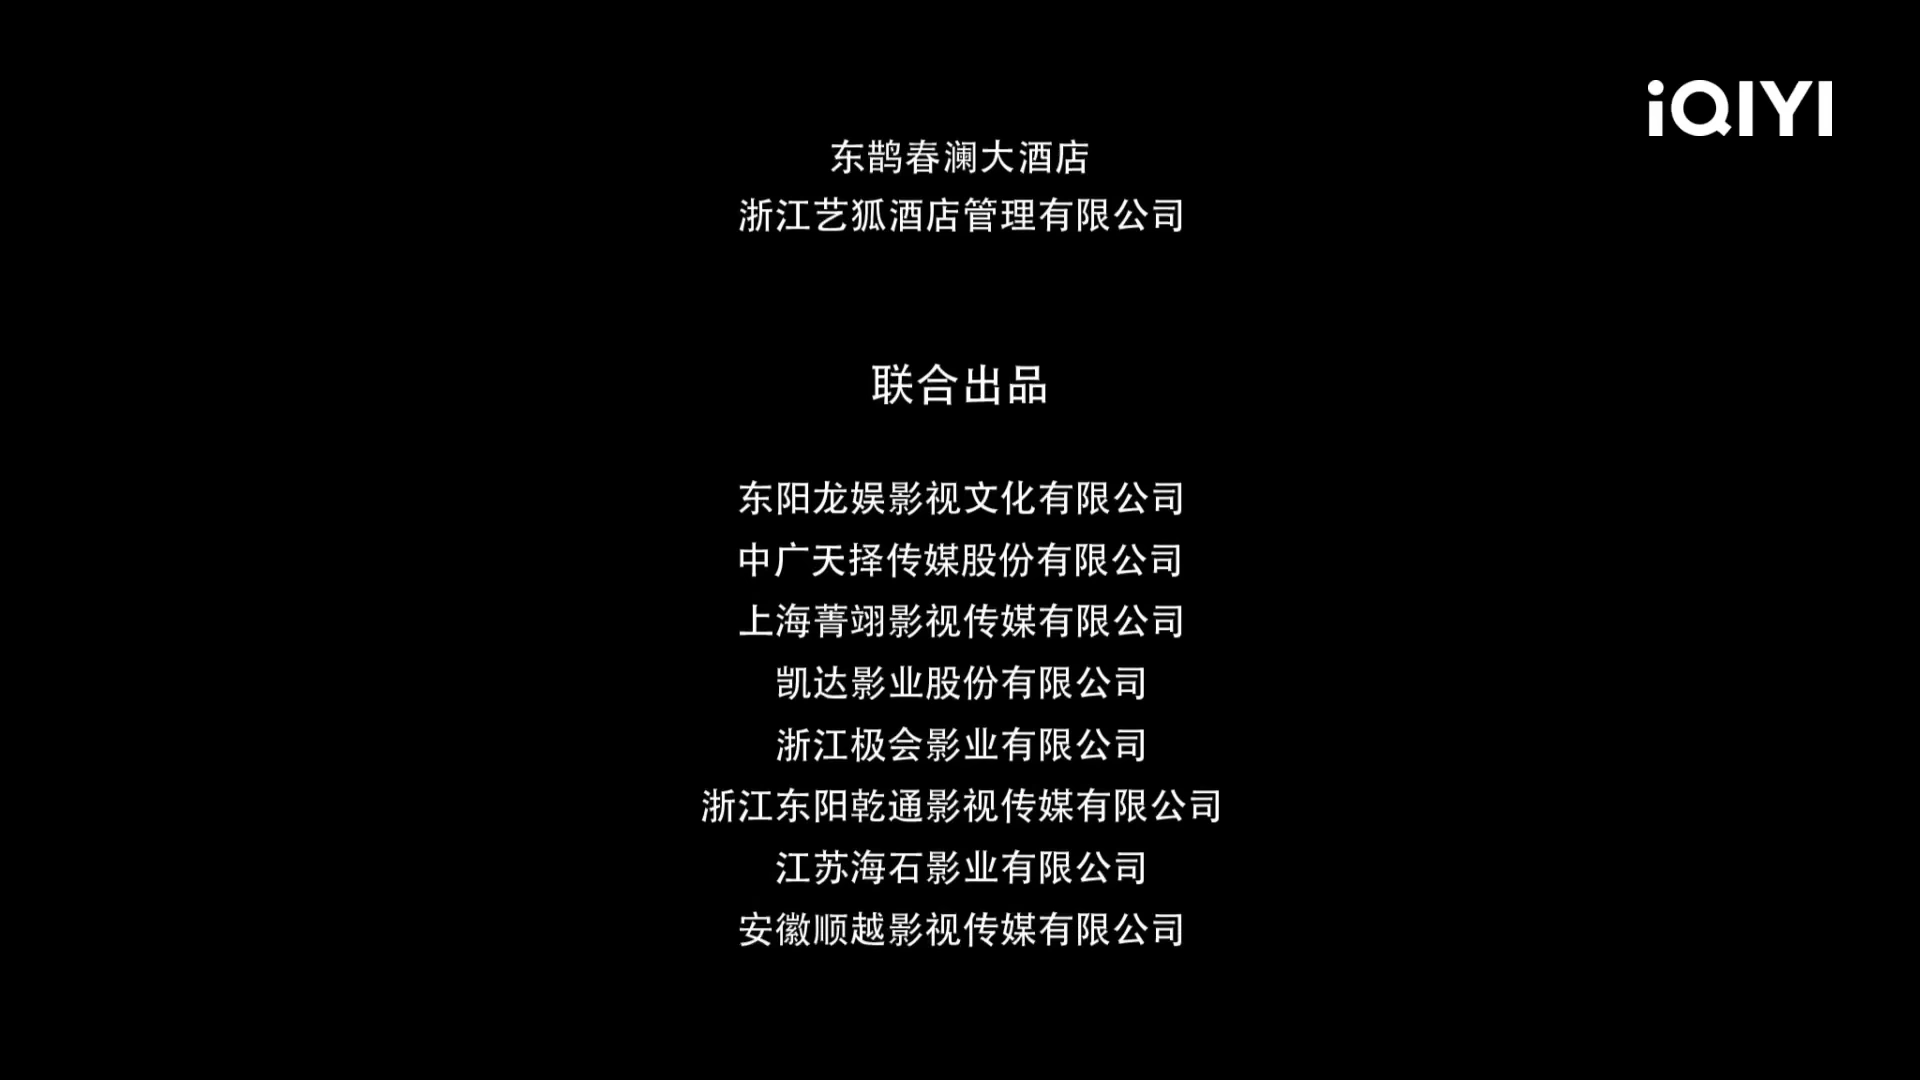 iQIYI
东鹊春澜大酒店
浙江艺狐酒店管理有限公司
联合出品
东阳龙娱影视文化有限公司
中广天择传媒股份有限公司
上海菁翊影视传媒有限公司
凯达影业股份有限公司
浙江极会影业有限公司
浙江东阳乾通影视传媒有限公司
江苏海石影业有限公司
安徽顺越影视传媒有限公司